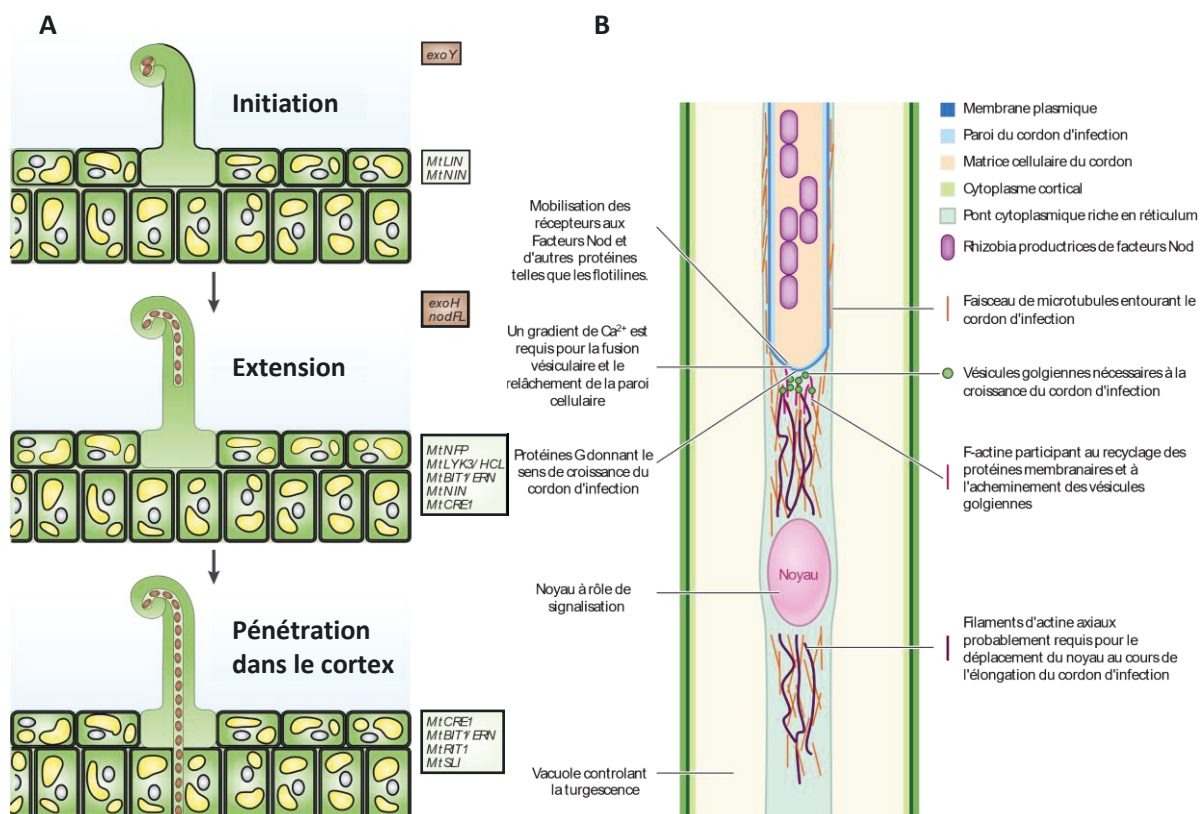 A
exoY
Initiation
MtLIN
MtNIN
exoH
nodFL
Extension
MtNFP
MtLYK3/HCL
MtBIT1/ERN
MtNIN
MtCRE1
Pénétration
dans le cortex
MtCRE1
MtBIT1/ERN
MtRIT1
MtSLI
B
Mobilisation des
récepteurs aux
Facteurs Nod et
d'autres protéines
telles que les flotilines.
Un gradient de Ca²⁺ est
requis pour la fusion
vésiculaire et le
relâchement de la paroi
cellulaire
Protéines G donnant le
sens de croissance du
cordon d'infection
Noyau à rôle de
signalisation
Vacuole controlant
la turgescence
Noyau
Membrane plasmique
Paroi du cordon d'infection
Matrice cellulaire du cordon
Cytoplasme cortical
Pont cytoplasmique riche en réticulum
Rhizobia productrices de facteurs Nod
Faisceau de microtubules entourant le
cordon d'infection
Vésicules golgiennes nécessaires à la
croissance du cordon d'infection
F-actine participant au recyclage des
protéines membranaires et à
l'acheminement des vésicules
golgiennes
Filaments d'actine axiaux
probablement requis pour le
déplacement du noyau au cours de
l'élongation du cordon d'infection